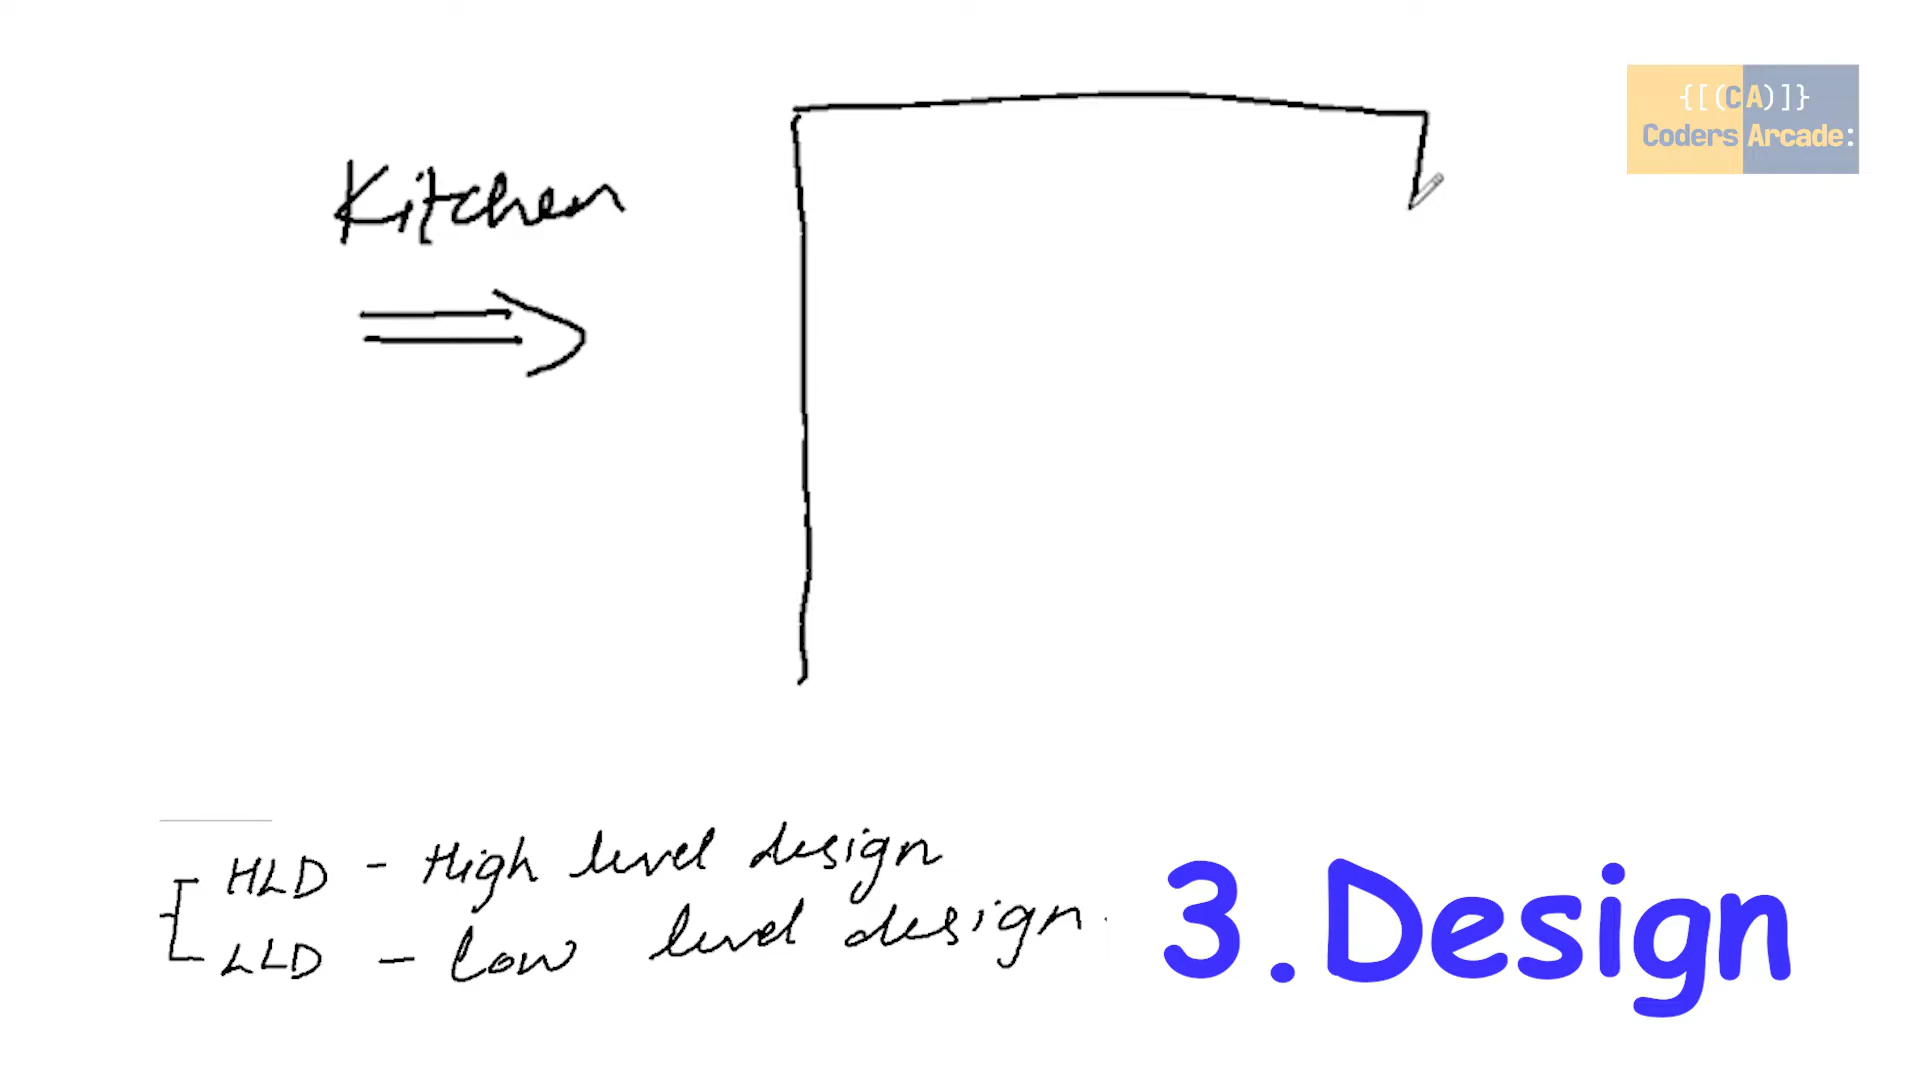 {[(CA)]}
Coders Arcade:
Kitchen
HLD - High level design
LLD - Low level design.
3. Design